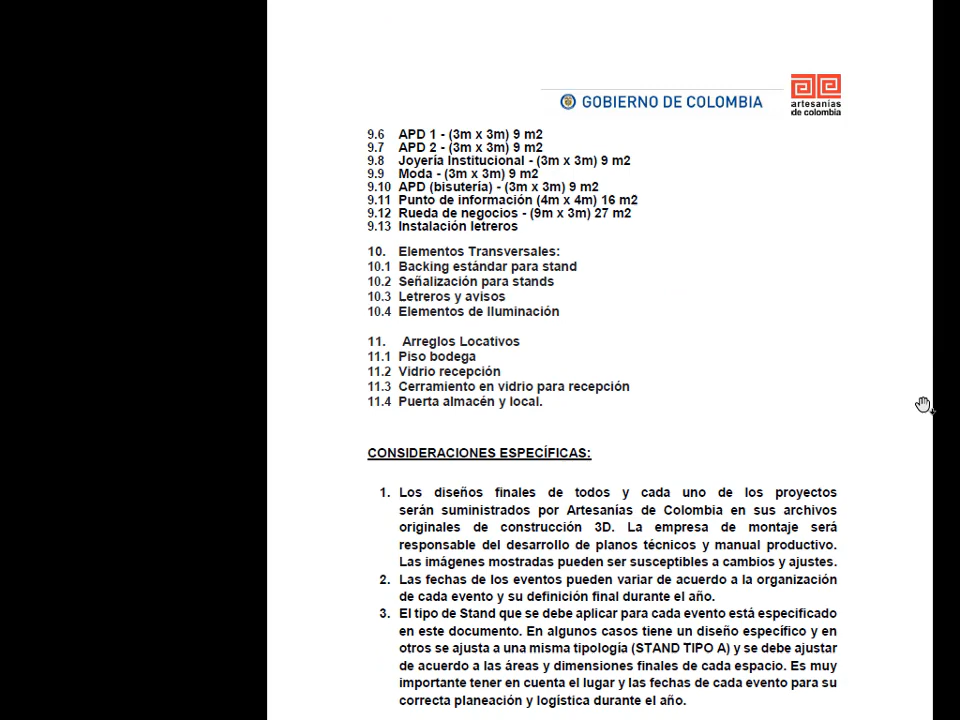 GOBIERNO DE COLOMBIA
artesanías
de colombia
9.6 APD 1 - (3m x 3m) 9 m2
9.7 APD 2 - (3m x 3m) 9 m2
9.8 Joyería Institucional - (3m x 3m) 9 m2
9.9 Moda - (3m x 3m) 9 m2
9.10 APD (bisutería) - (3m x 3m) 9 m2
9.11 Punto de información (4m x 4m) 16 m2
9.12 Rueda de negocios - (9m x 3m) 27 m2
9.13 Instalación letreros
10. Elementos Transversales:
10.1 Backing estándar para stand
10.2 Señalización para stands
10.3 Letreros y avisos
10.4 Elementos de Iluminación
11. Arreglos Locativos
11.1 Piso bodega
11.2 Vidrio recepción
11.3 Cerramiento en vidrio para recepción
11.4 Puerta almacén y local.
CONSIDERACIONES ESPECÍFICAS:
1. Los diseños finales de todos y cada uno de los proyectos
serán suministrados por Artesanías de Colombia en sus archivos
originales de construcción 3D. La empresa de montaje será
responsable del desarrollo de planos técnicos y manual productivo.
Las imágenes mostradas pueden ser susceptibles a cambios y ajustes.
2. Las fechas de los eventos pueden variar de acuerdo a la organización
de cada evento y su definición final durante el año.
3. El tipo de Stand que se debe aplicar para cada evento está especificado
en este documento. En algunos casos tiene un diseño específico y en
otros se ajusta a una misma tipología (STAND TIPO A) y se debe ajustar
de acuerdo a las áreas y dimensiones finales de cada espacio. Es muy
importante tener en cuenta el lugar y las fechas de cada evento para su
correcta planeación y logística durante el año.